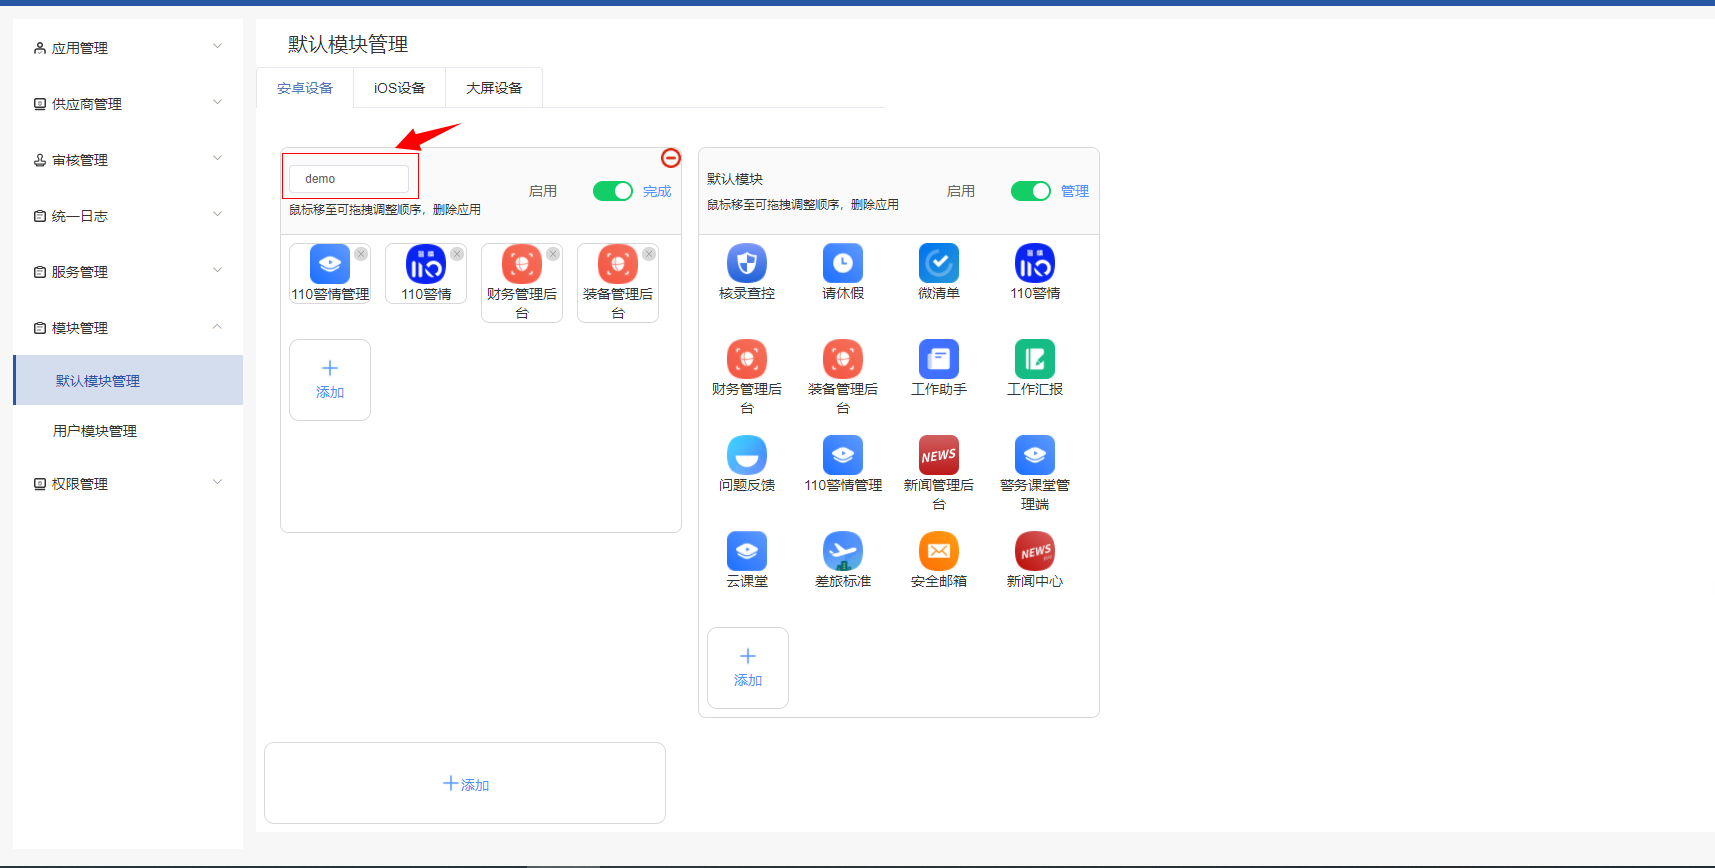 应用管理
供应商管理
审核管理
统一日志
服务管理
模块管理
默认模块管理
用户模块管理
权限管理
默认模块管理
安卓设备
iOS设备
大屏设备
demo
启用
完成
鼠标移至可拖拽调整顺序，删除应用
110警情管理
110警情
财务管理后
台
装备管理后
台
添加
默认模块
启用
管理
鼠标移至可拖拽调整顺序，删除应用
核录查控
请休假
微清单
110警情
财务管理后
台
装备管理后
台
工作助手
工作汇报
问题反馈
110警情管理
NEWS
新闻管理后
台
警务课堂管
理端
云课堂
差旅标准
安全邮箱
NEWS
新闻中心
添加
添加